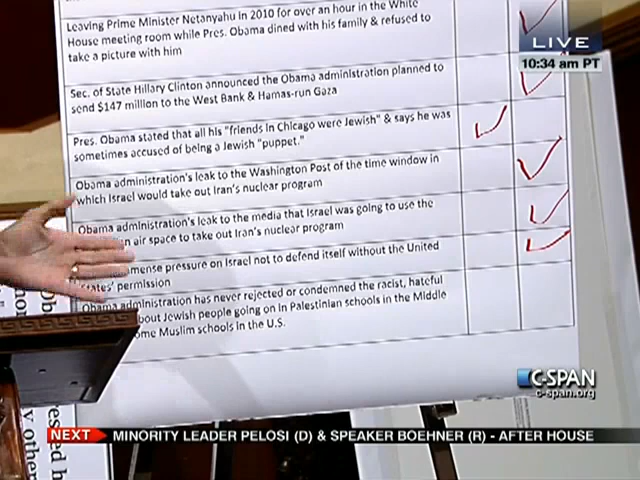 Leaving Prime Minister Netanyahu in 2010 for over an hour in the White
House meeting room while Pres. Obama dined with his family & refused to
take a picture with him
Sec. of State Hillary Clinton announced the Obama administration planned to
send $147 million to the West Bank & Hamas-run Gaza
Pres. Obama stated that all his "friends in Chicago were Jewish" & says he was
sometimes accused of being a Jewish "puppet."
Obama administration's leak to the Washington Post of the time window in
which Israel would take out Iran's nuclear program
Obama administration's leak to the media that Israel was going to use the
air space to take out Iran's nuclear program
pressure on Israel not to defend itself without the United
permission
Obama administration has never rejected or condemned the racist, hateful
about Jewish people going on in Palestinian schools in the Middle
Muslim schools in the U.S.
LIVE
10:34 am PT
C-SPAN
c-span.org
NEXT MINORITY LEADER PELOSI (D) & SPEAKER BOEHNER (R) - AFTER HOUSE